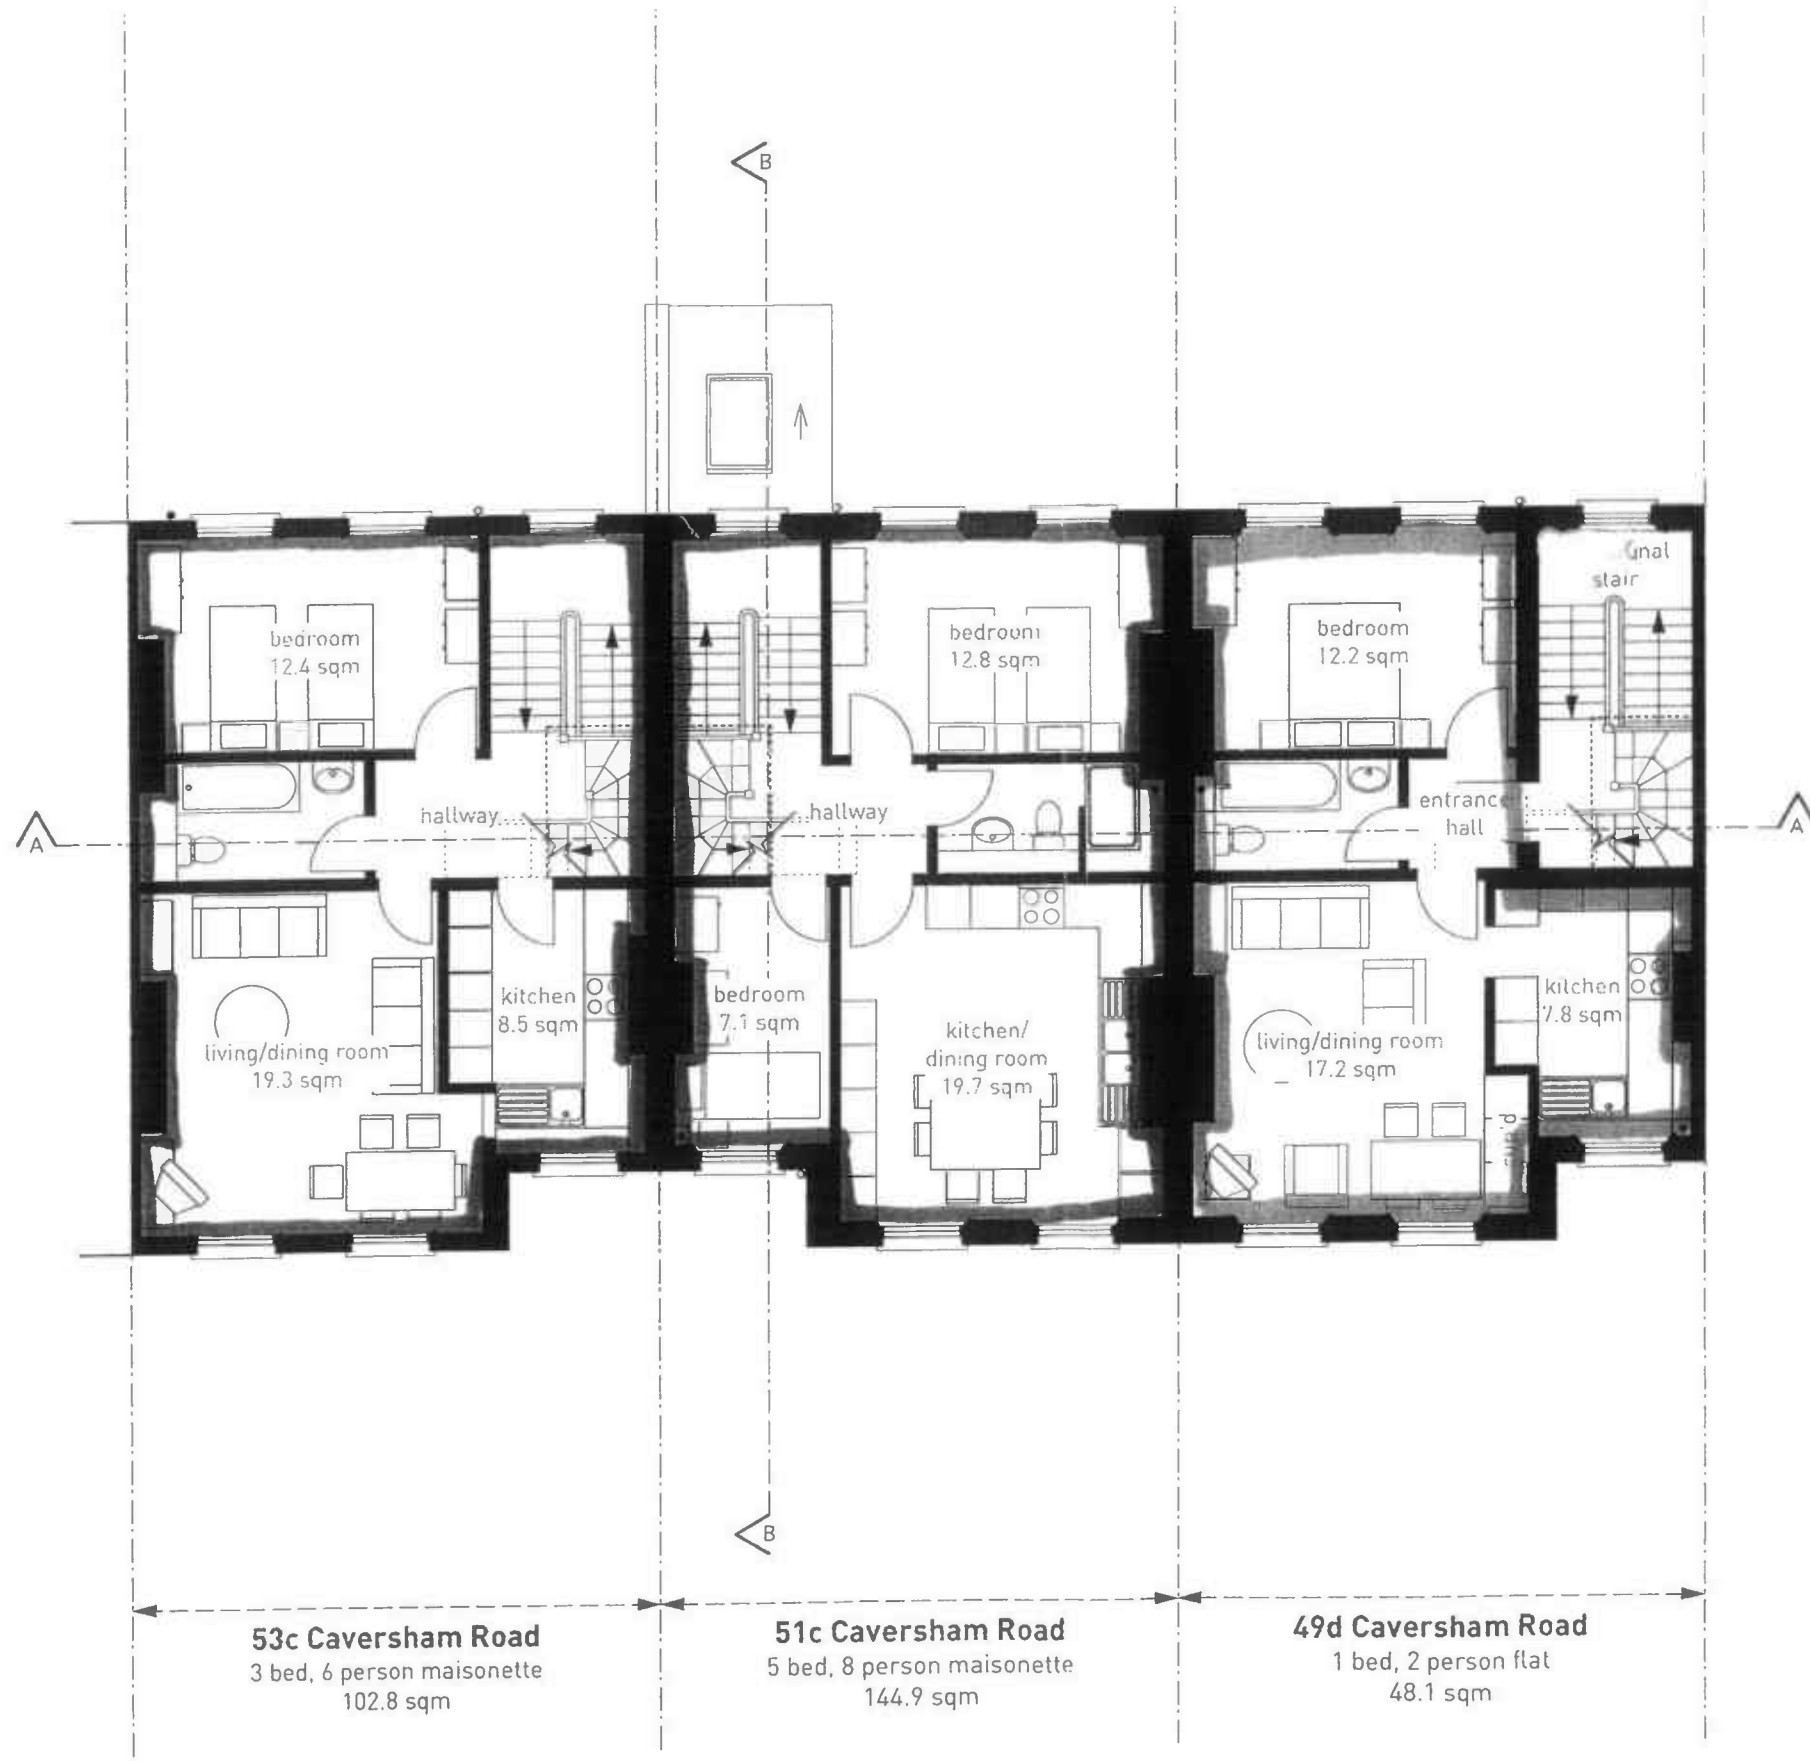 B
bedroom
12.4 sqm
bedroom
12.8 sqm
bedroom
12.2 sqm
stair
A
hallway
hallway
entrance
hall
A
living/dining room
19.3 sqm
kitchen
8.5 sqm
bedroom
7.1 sqm
kitchen/
dining room
19.7 sqm
living/dining room
17.2 sqm
kitchen
7.8 sqm
B
53c Caversham Road
3 bed, 6 person maisonette
102.8 sqm
51c Caversham Road
5 bed, 8 person maisonette
144.9 sqm
49d Caversham Road
1 bed, 2 person flat
48.1 sqm